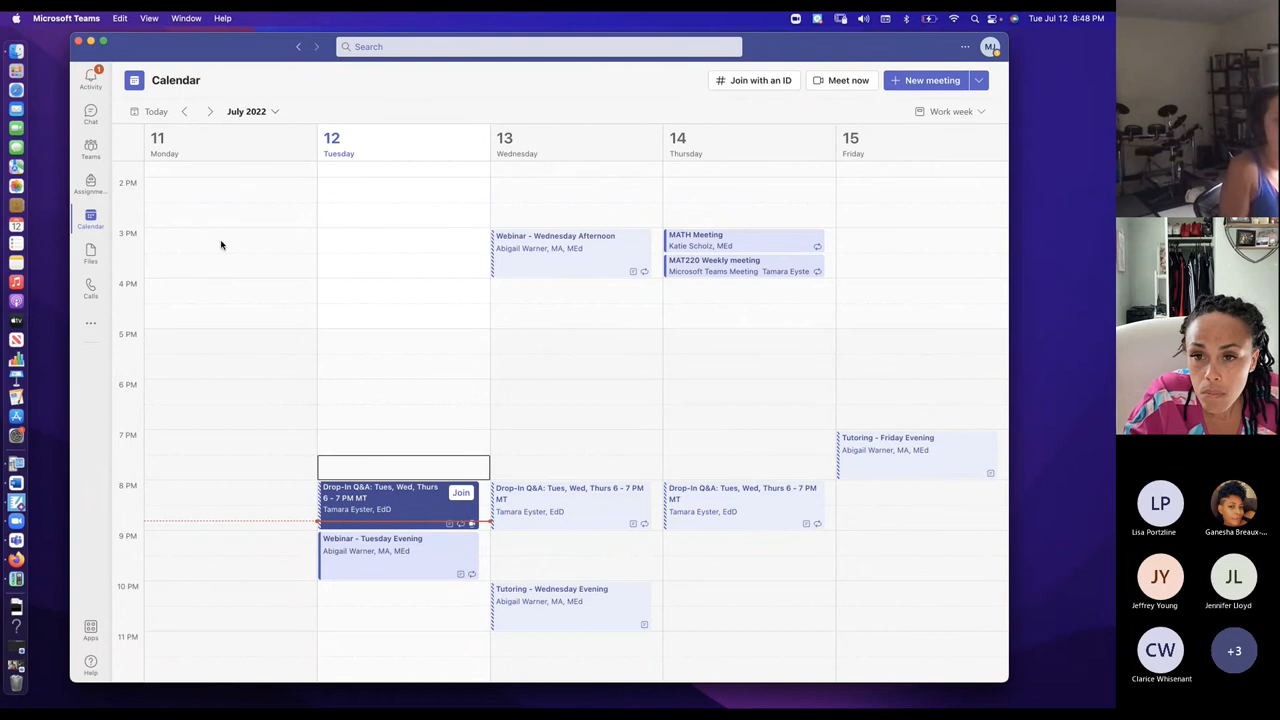 Microsoft Teams Edit View Window Help
Tue Jul 12 8:48 PM
Search
MJ
Activity
1
Chat
Teams
Assignme...
Calendar
Files
Calls
Apps
Help
Calendar
Join with an ID
Meet now
New meeting
Today
July 2022
Work week
11
Monday
12
Tuesday
13
Wednesday
14
Thursday
15
Friday
2 PM
3 PM
4 PM
5 PM
6 PM
7 PM
8 PM
9 PM
10 PM
11 PM
Drop-In Q&A: Tues, Wed, Thurs
6 - 7 PM MT
Tamara Eyster, EdD
Join
Webinar - Tuesday Evening
Abigail Warner, MA, MEd
Webinar - Wednesday Afternoon
Abigail Warner, MA, MEd
Drop-In Q&A: Tues, Wed, Thurs 6 - 7 PM
MT
Tamara Eyster, EdD
Tutoring - Wednesday Evening
Abigail Warner, MA, MEd
MATH Meeting
Katie Scholz, MEd
MAT220 Weekly meeting
Microsoft Teams Meeting Tamara Eyste
Drop-In Q&A: Tues, Wed, Thurs 6 - 7 PM
MT
Tamara Eyster, EdD
Tutoring - Friday Evening
Abigail Warner, MA, MEd
12
tv
LP
Lisa Portzline
Ganesha Breaux-...
JY
Jeffrey Young
JL
Jennifer Lloyd
CW
Clarice Whisenant
+3